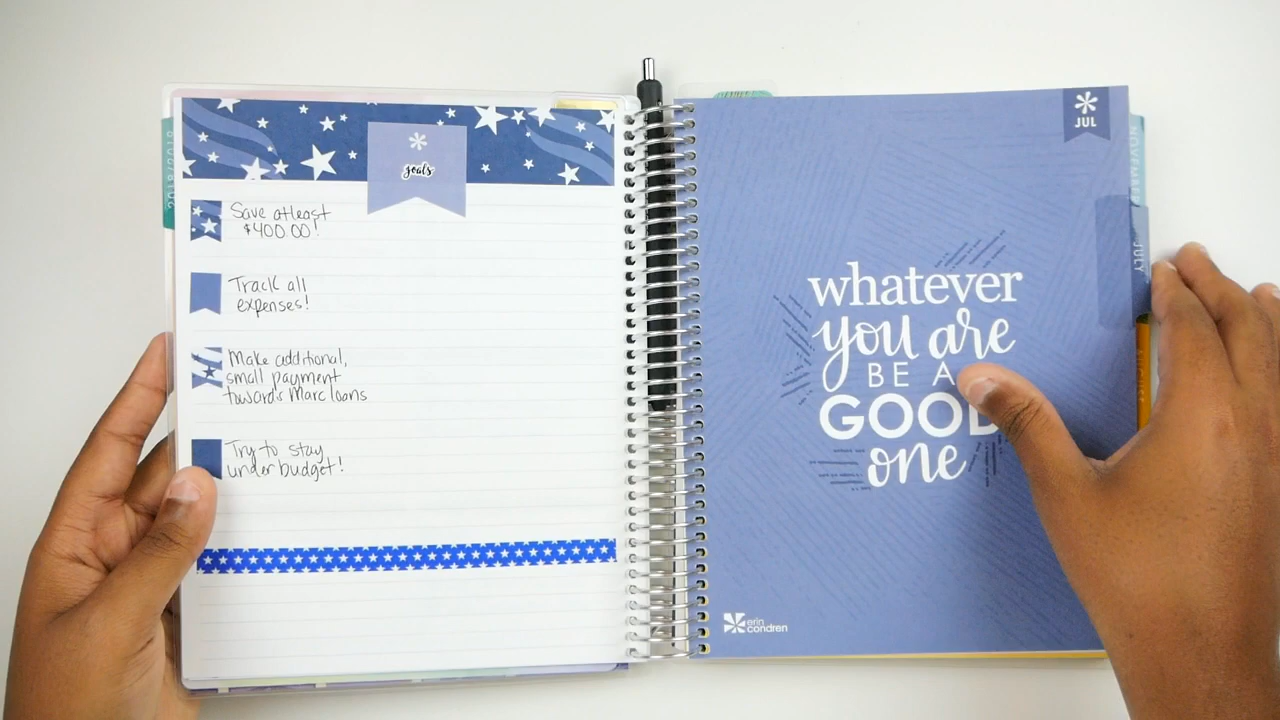 goals
Save atleast
$400.00!
Track all
expenses!
Make additional,
small payment
towards Marc loans
Try to stay
under budget!
JUL
whatever
you are
BE A
GOOD
one
erin
condren
NOVEMBER
JULY